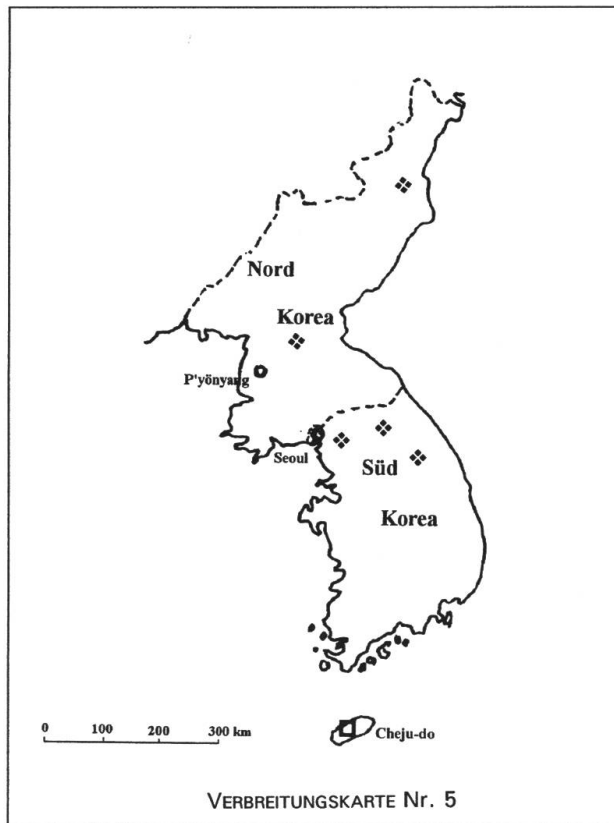 Nord
Korea
P'yönyang
Seoul
Süd
Korea
0 100 200 300 km
Cheju-do
VERBREITUNGSKARTE Nr. 5